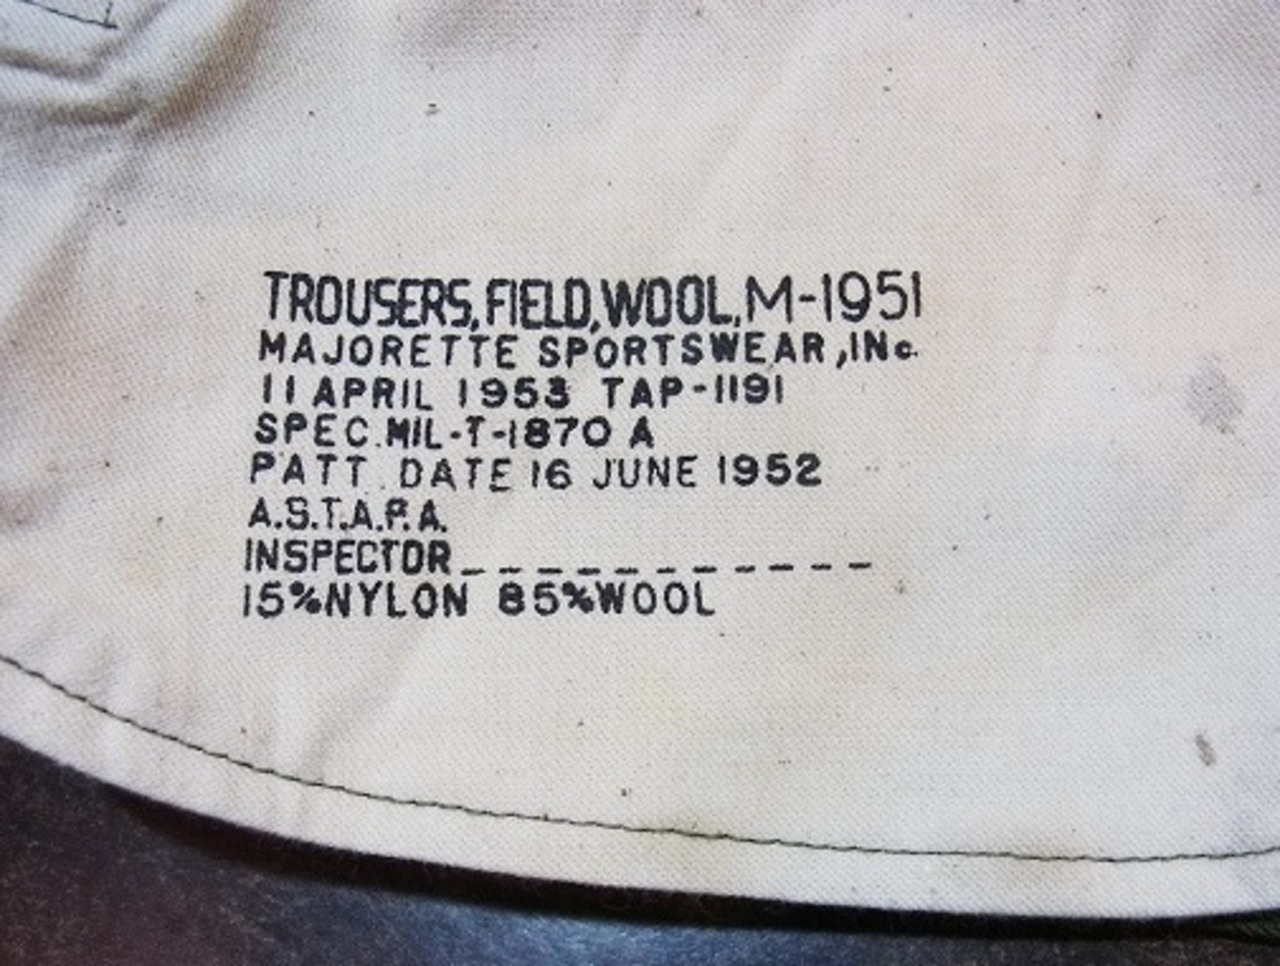 TROUSERS, FIELD, WOOL, M-1951
MAJORETTE SPORTSWEAR, INc.
11 APRIL 1953 TAP-1191
SPEC. MIL-T-1870 A
PATT. DATE 16 JUNE 1952
A.S.T.A.P.A.
INSPECTOR _ _ _ _ _ _ _ _ _ _ _
15% NYLON 85% WOOL